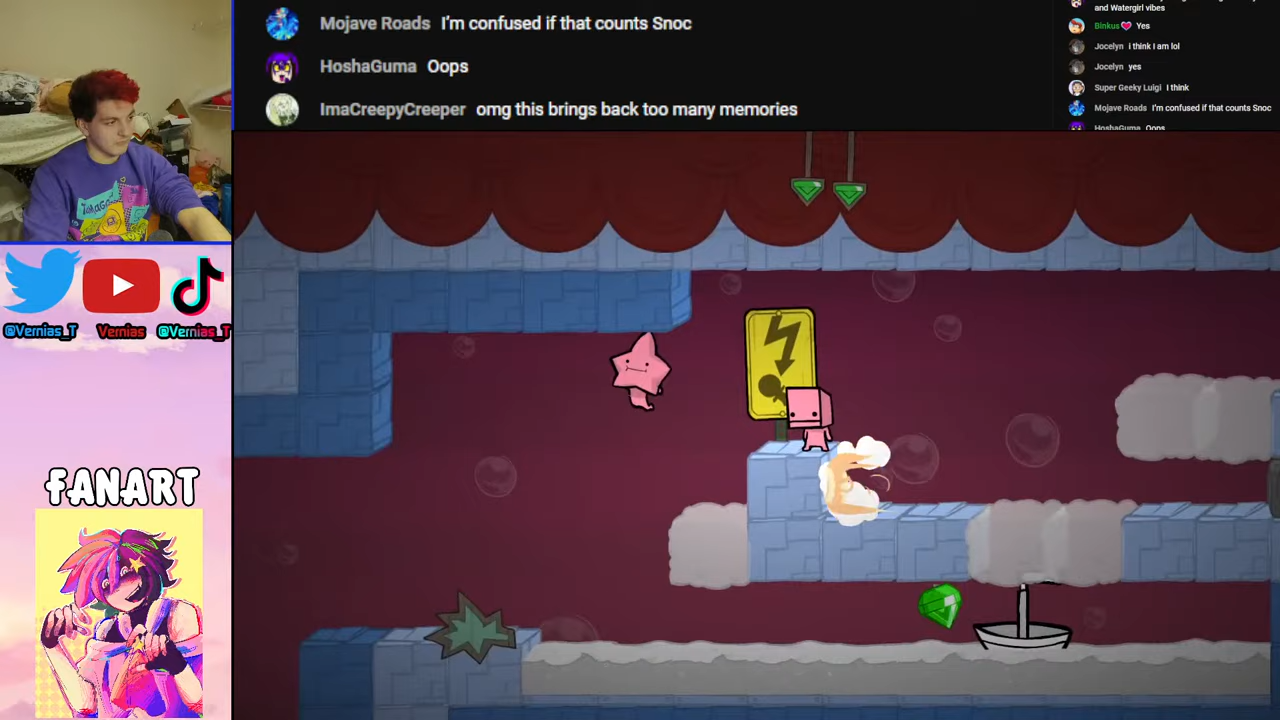 Mojave Roads I'm confused if that counts Snoc
HoshaGuma Oops
ImaCreepyCreeper omg this brings back too many memories
and Watergirl vibes
Binkus Yes
Jocelyn i think i am lol
Jocelyn yes
Super Geeky Luigi I think
Mojave Roads I'm confused if that counts Snoc
HoshaGuma Oops
@Vernias_T
Vernias
@Vernias_T
FANART